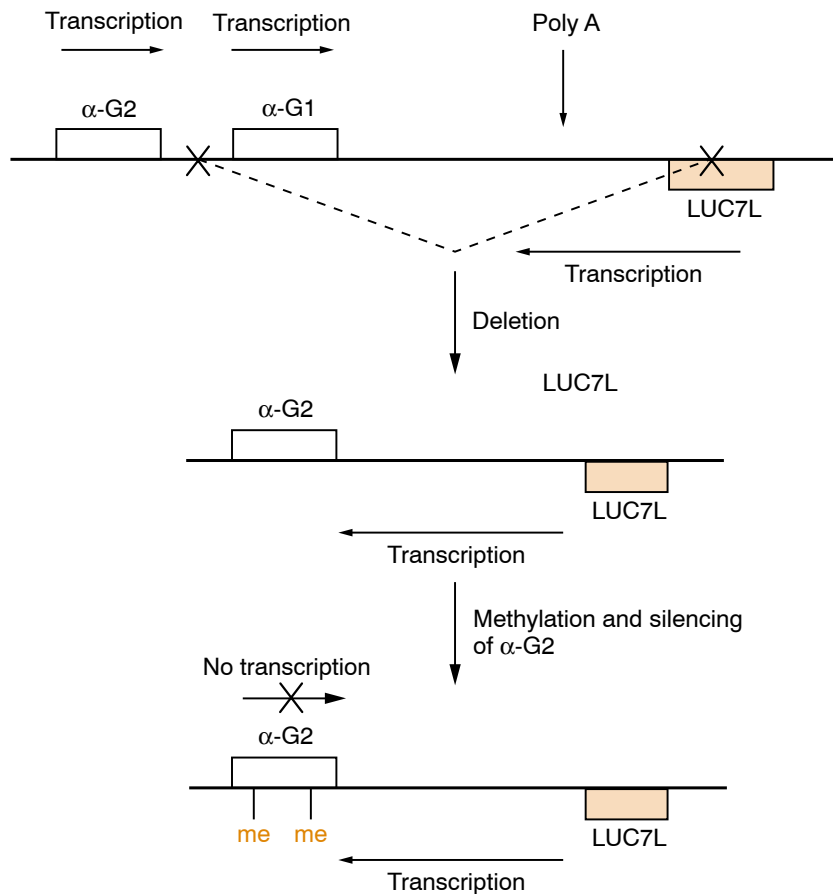 Transcription
Transcription
Poly A
α-G2
α-G1
LUC7L
Transcription
Deletion
LUC7L
α-G2
LUC7L
Transcription
Methylation and silencing
of α-G2
No transcription
α-G2
me
me
LUC7L
Transcription